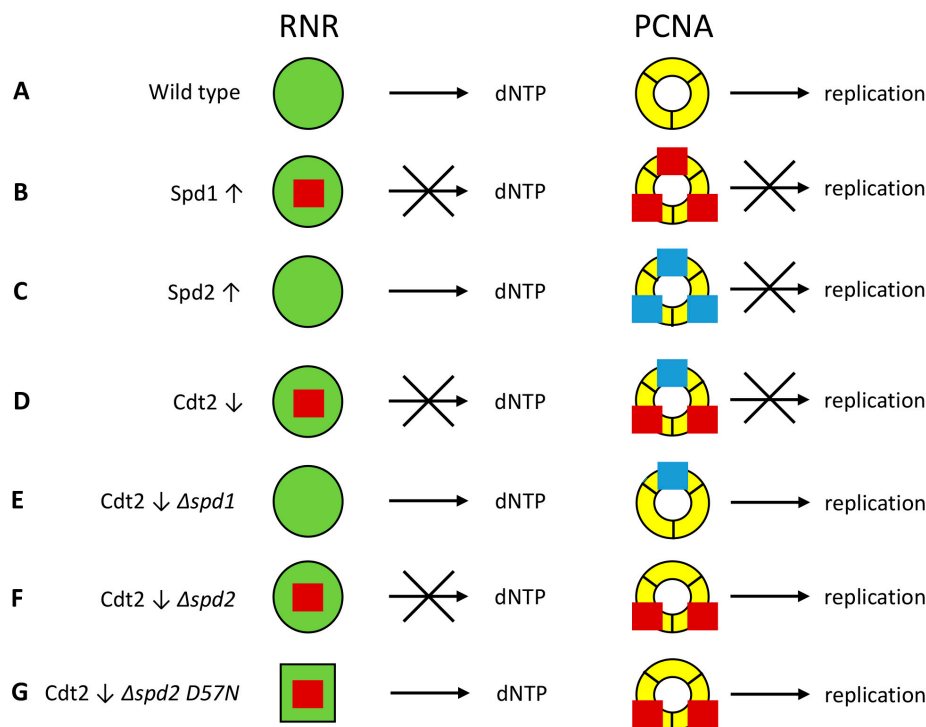 RNR PCNA
A Wild type dNTP replication
B Spd1 ↑ dNTP replication
C Spd2 ↑ dNTP replication
D Cdt2 ↓ dNTP replication
E Cdt2 ↓ Δspd1 dNTP replication
F Cdt2 ↓ Δspd2 dNTP replication
G Cdt2 ↓ Δspd2 D57N dNTP replication